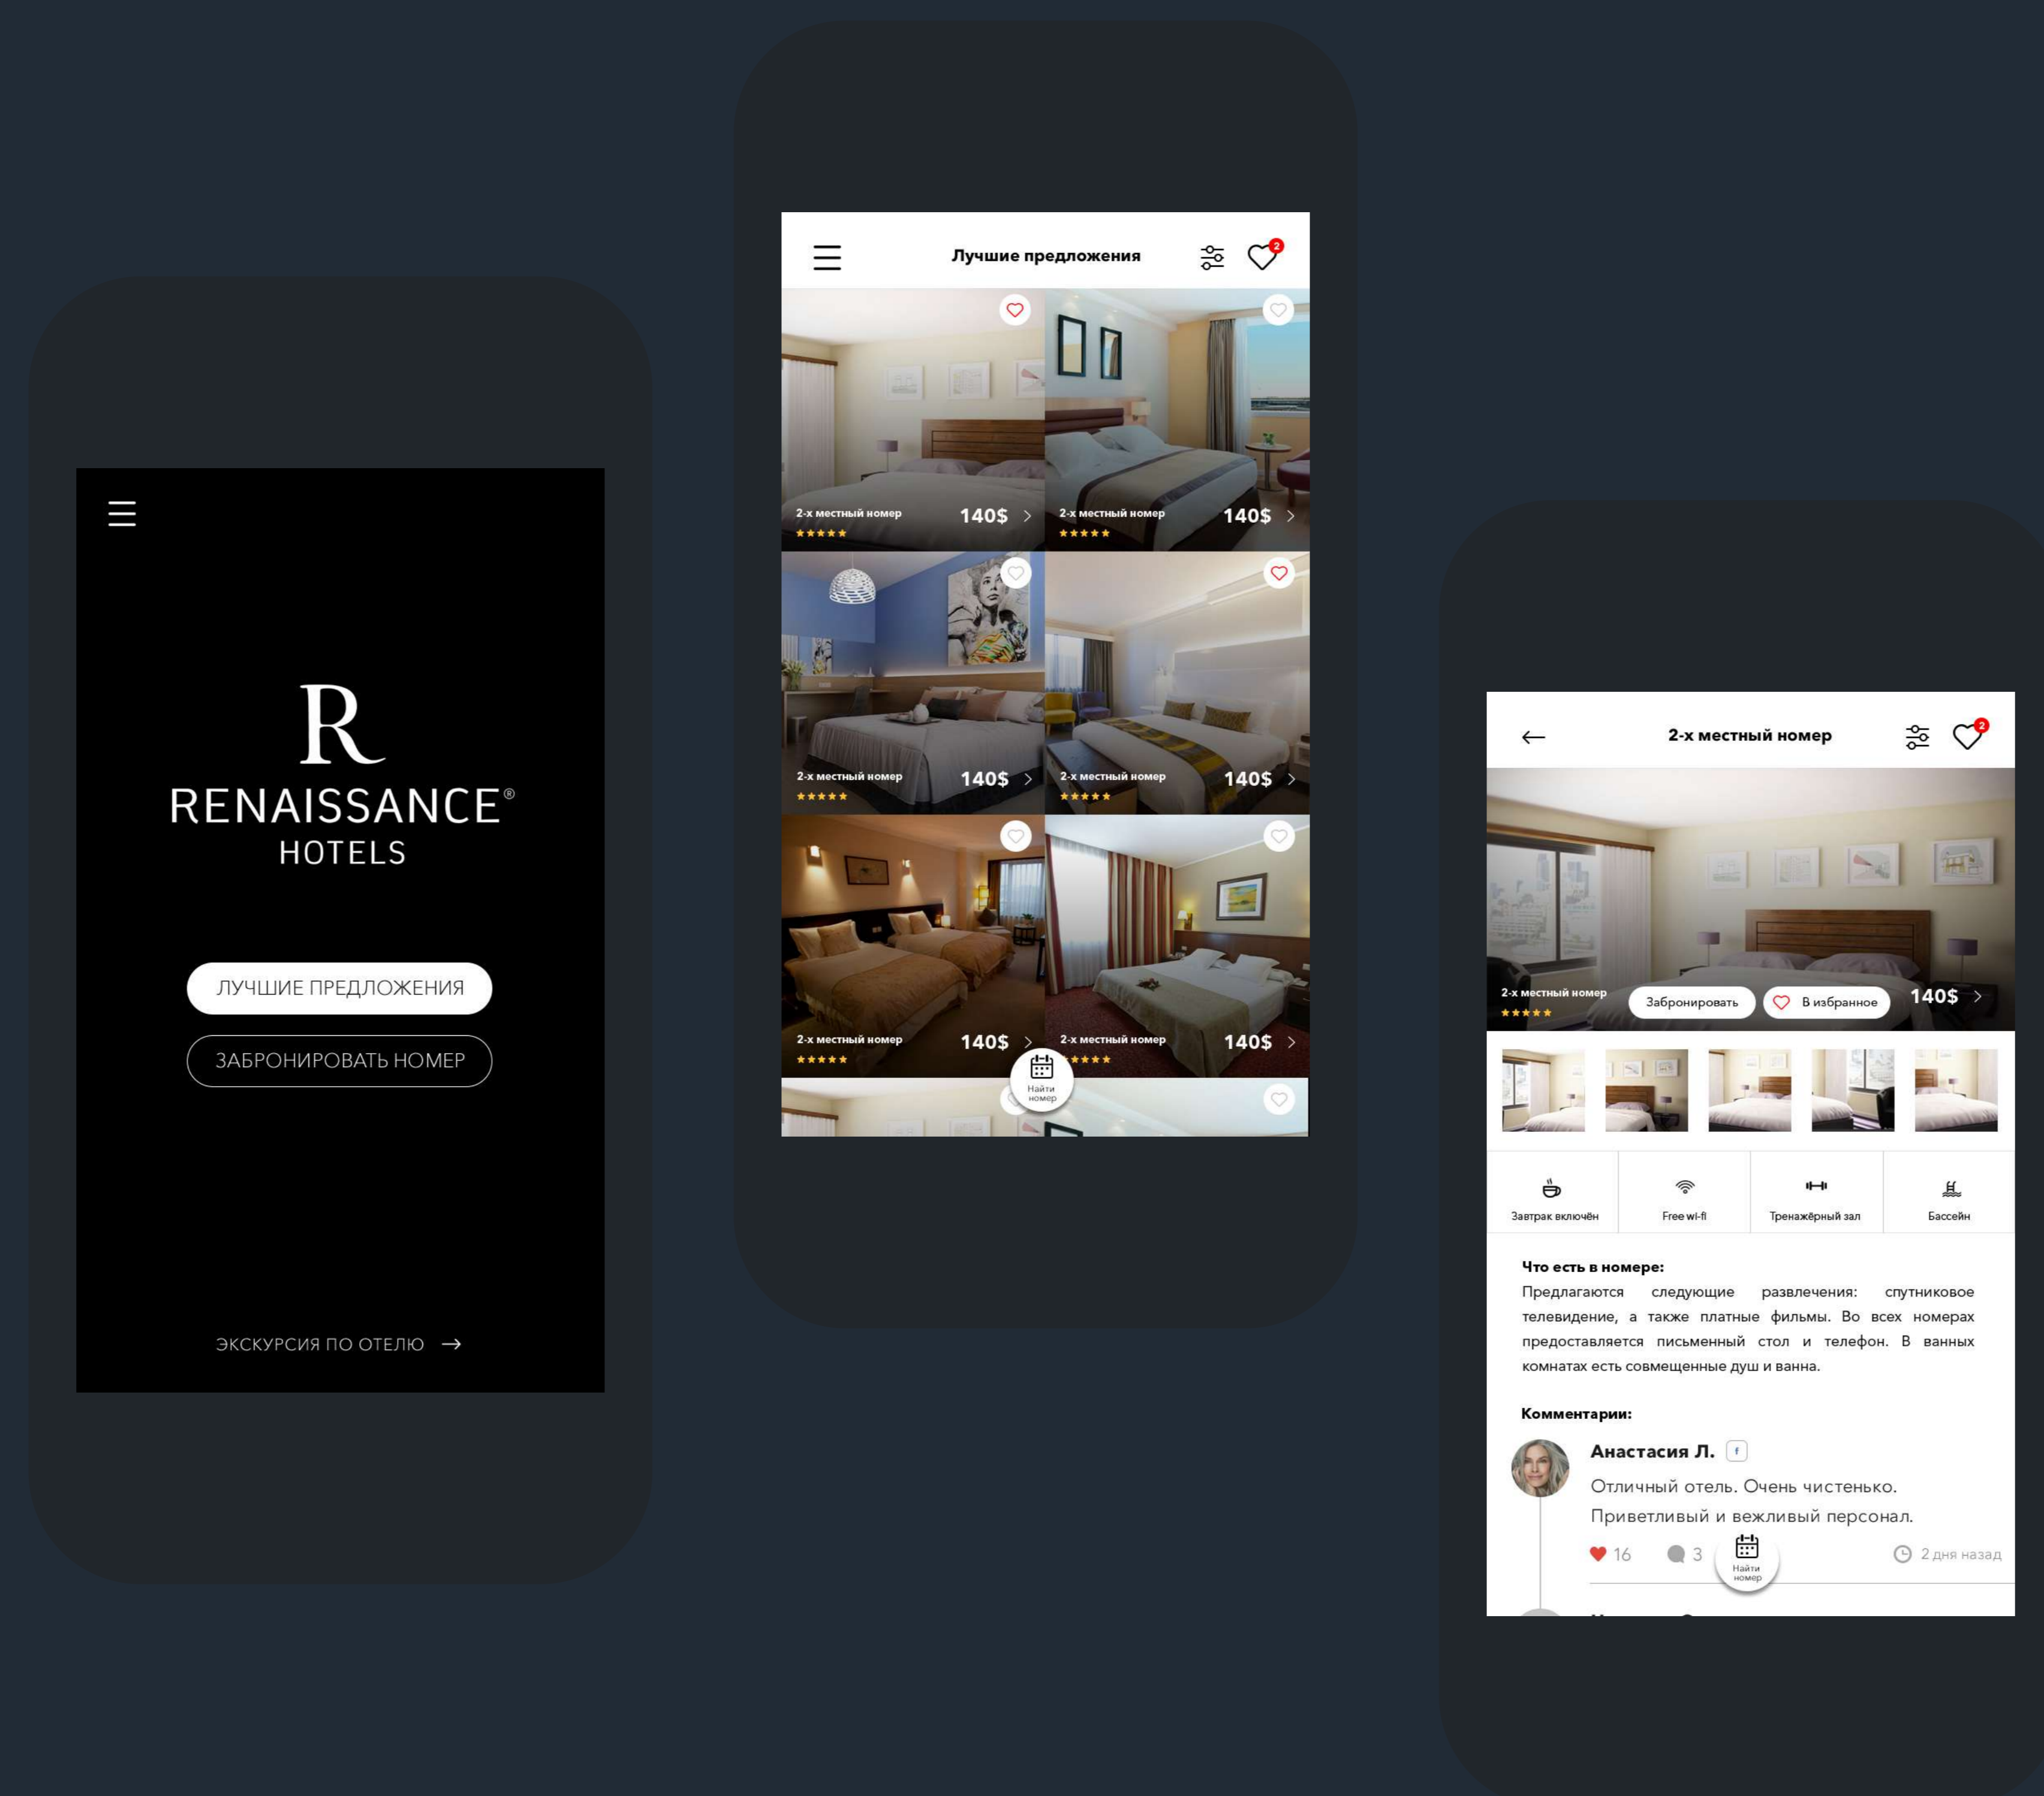 R
RENAISSANCE®
HOTELS
ЛУЧШИЕ ПРЕДЛОЖЕНИЯ
ЗАБРОНИРОВАТЬ НОМЕР
ЭКСКУРСИЯ ПО ОТЕЛЮ →
Лучшие предложения
2
2-х местный номер 140$
2-х местный номер 140$
2-х местный номер 140$
2-х местный номер 140$
2-х местный номер 140$
2-х местный номер 140$
Найти
номер
2-х местный номер
2
2-х местный номер
Забронировать
В избранное
140$
Завтрак включён
Free wi-fi
Тренажёрный зал
Бассейн
Что есть в номере:
Предлагаются следующие развлечения: спутниковое
телевидение, а также платные фильмы. Во всех номерах
предоставляется письменный стол и телефон. В ванных
комнатах есть совмещенные душ и ванна.
Комментарии:
Анастасия Л. f
Отличный отель. Очень чистенько.
Приветливый и вежливый персонал.
16 3 2 дня назад
Найти
номер